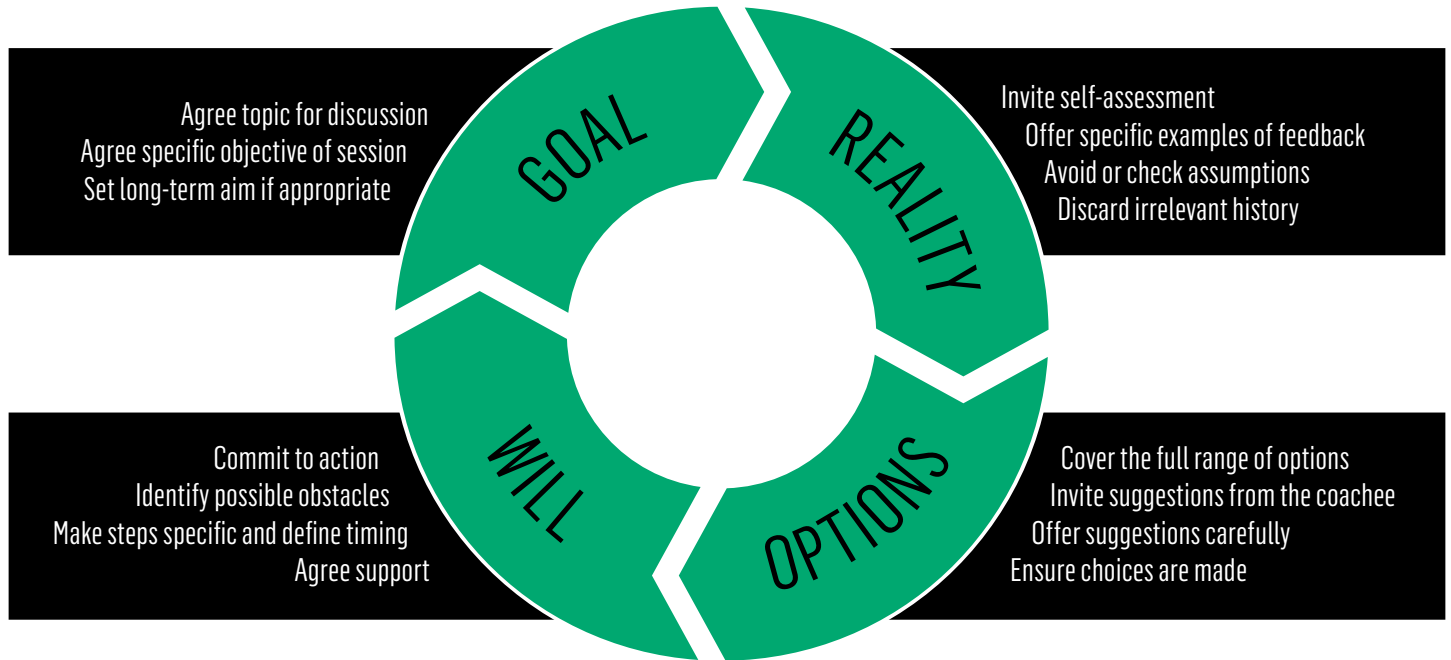 GOAL
Agree topic for discussion
Agree specific objective of session
Set long-term aim if appropriate
REALITY
Invite self-assessment
Offer specific examples of feedback
Avoid or check assumptions
Discard irrelevant history
OPTIONS
Cover the full range of options
Invite suggestions from the coachee
Offer suggestions carefully
Ensure choices are made
WILL
Commit to action
Identify possible obstacles
Make steps specific and define timing
Agree support